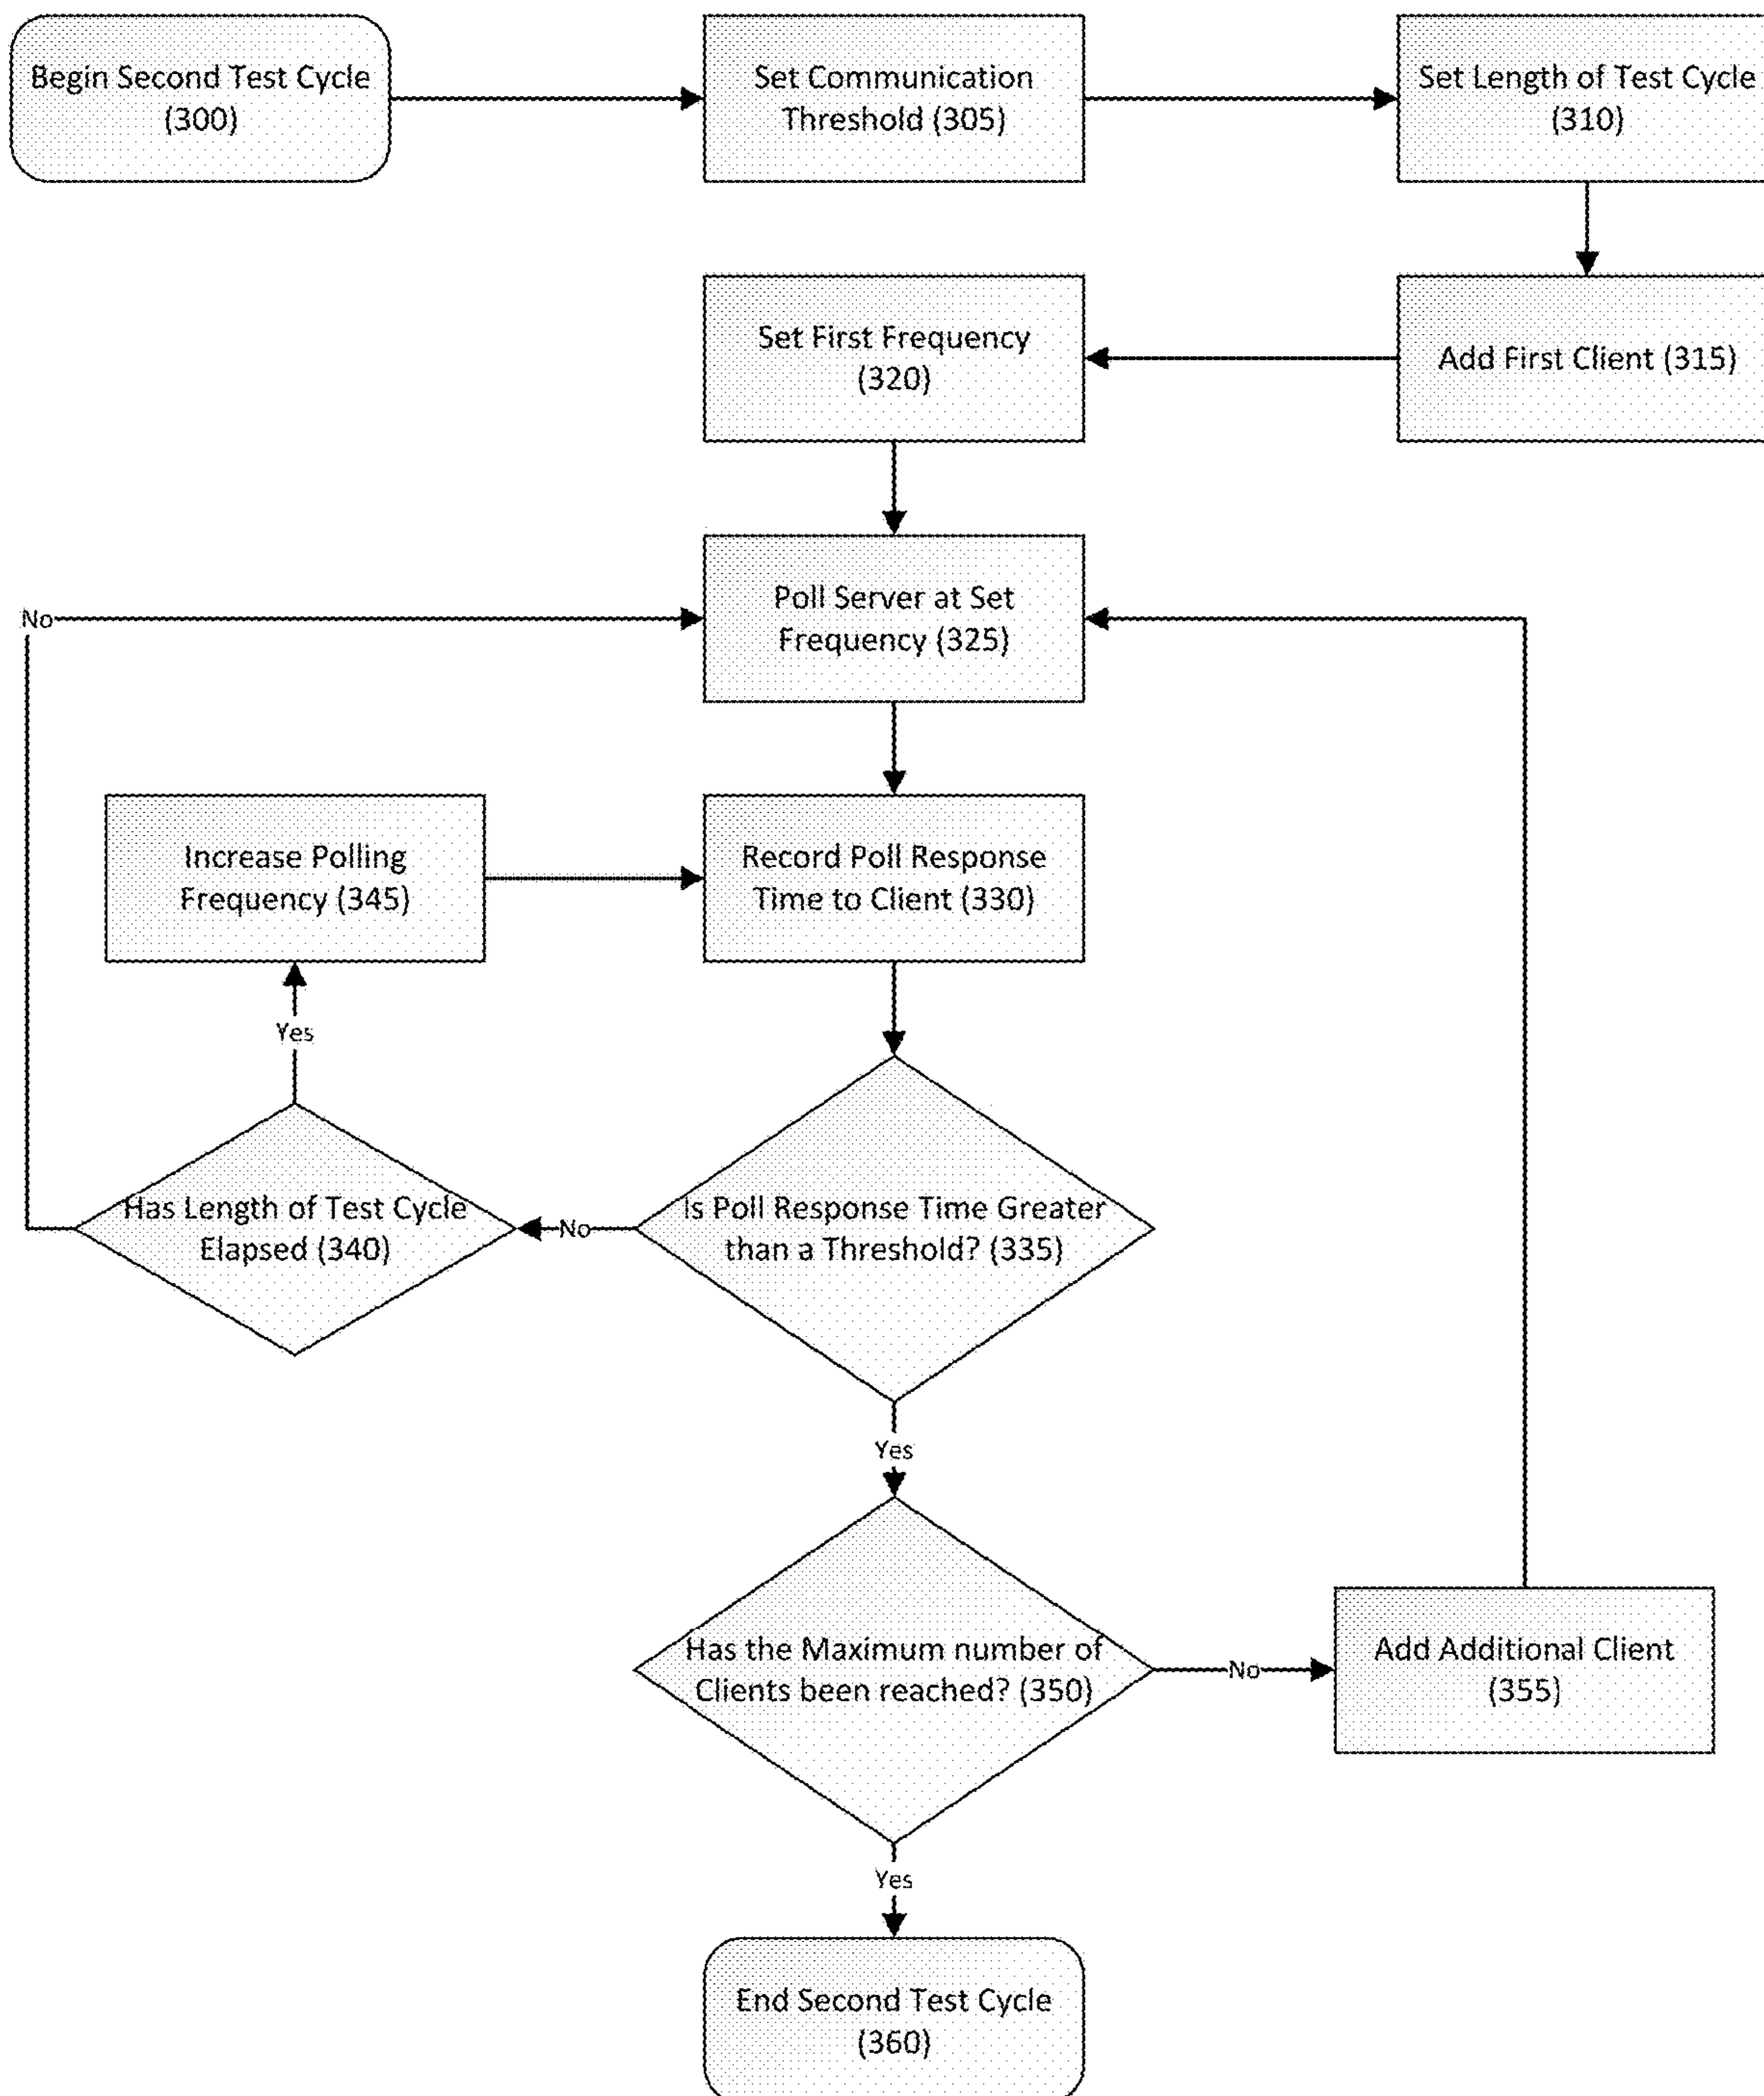 Begin Second Test Cycle
(300)
Set Communication
Threshold (305)
Set Length of Test Cycle
(310)
Set First Frequency
(320)
Add First Client (315)
Poll Server at Set
Frequency (325)
No
Increase Polling
Frequency (345)
Record Poll Response
Time to Client (330)
Yes
Has Length of Test Cycle
Elapsed (340)
No
Is Poll Response Time Greater
than a Threshold? (335)
Yes
Has the Maximum number of
Clients been reached? (350)
No
Add Additional Client
(355)
Yes
End Second Test Cycle
(360)